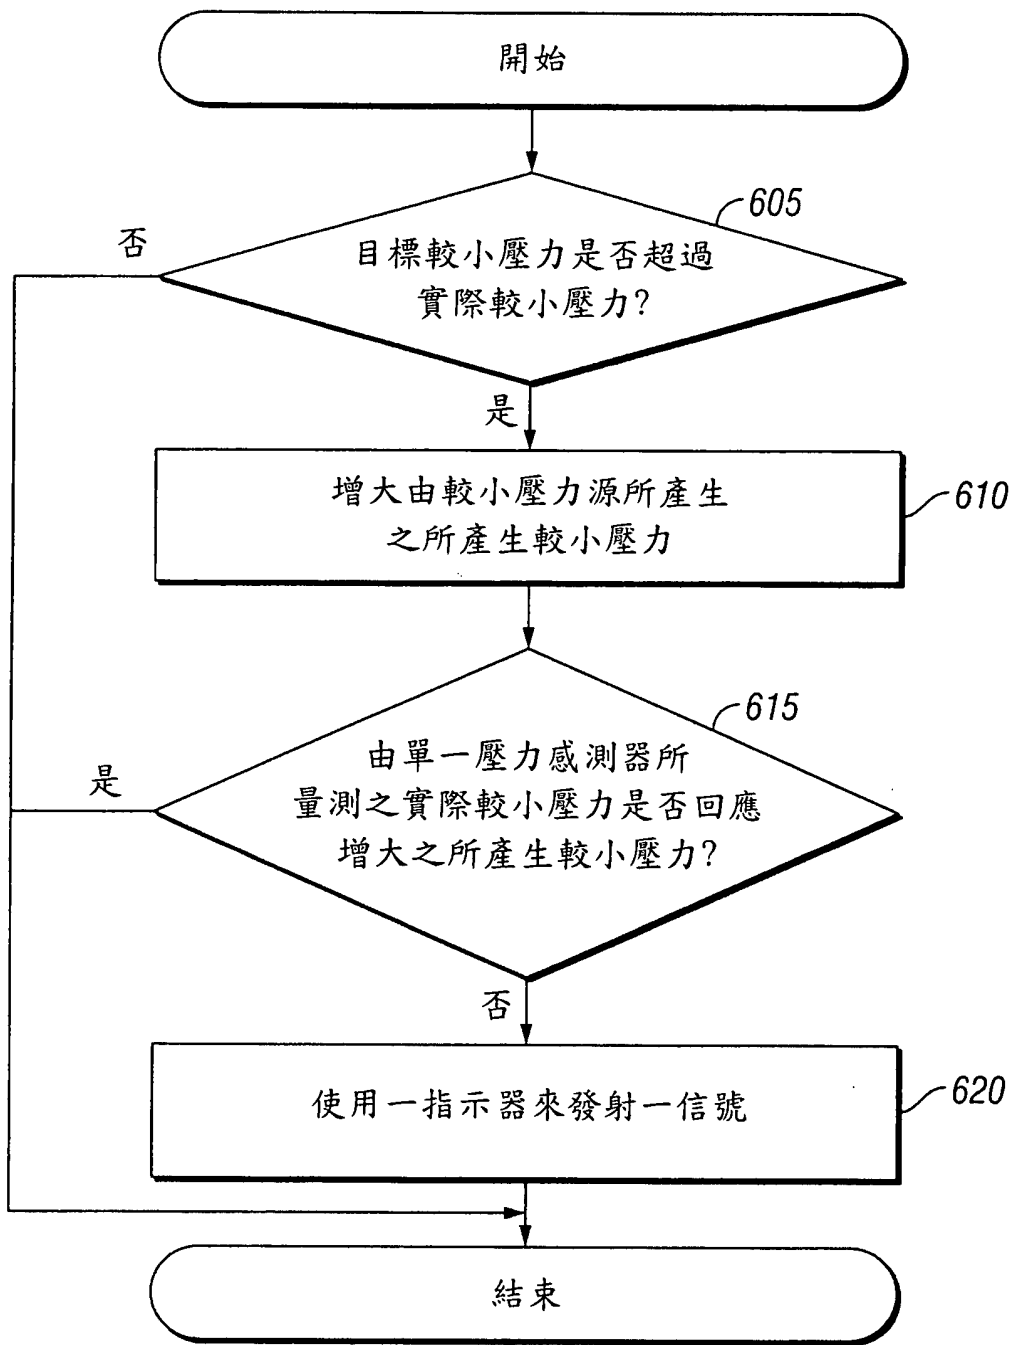 開始
605
否
目標較小壓力是否超過
實際較小壓力?
是
增大由較小壓力源所產生
之所產生較小壓力
610
615
由單一壓力感測器所
是
量測之實際較小壓力是否回應
增大之所產生較小壓力?
否
使用一指示器來發射一信號
620
結束